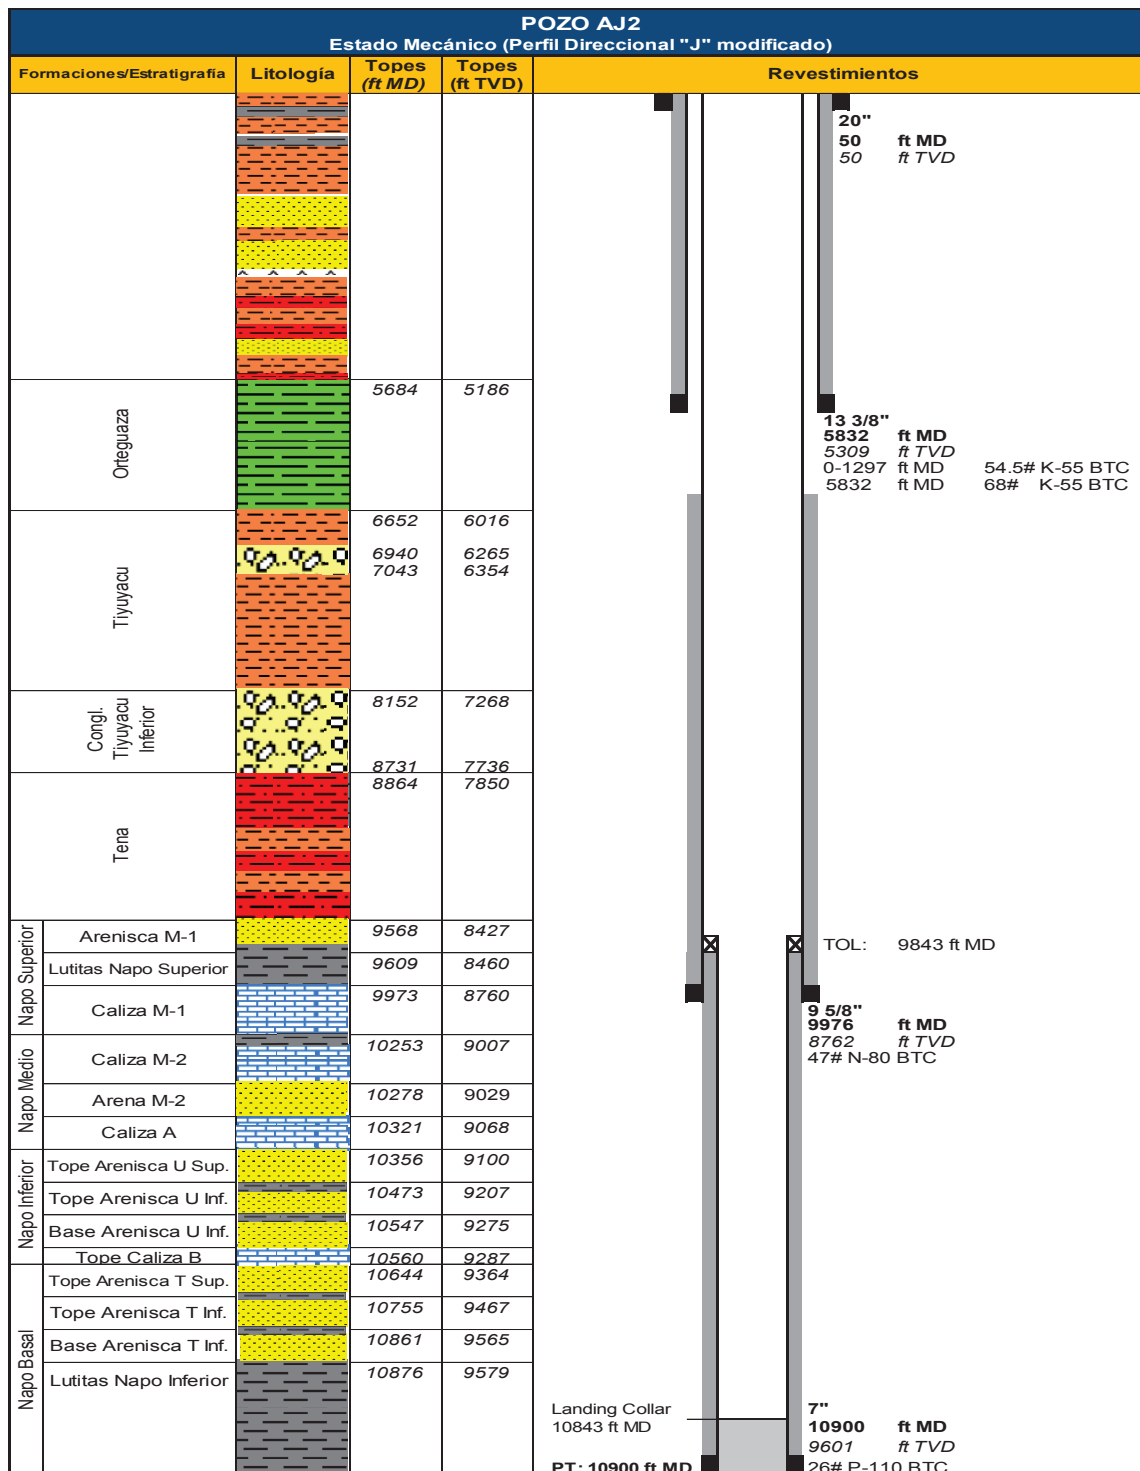 POZO AJ2
Estado Mecánico (Perfil Direccional "J" modificado)
Formaciones/Estratigrafía Litología Topes (ft MD) Topes (ft TVD) Revestimientos
20"
50 ft MD
50 ft TVD
Orteguaza 5684 5186
13 3/8"
5832 ft MD
5309 ft TVD
0-1297 ft MD 54.5# K-55 BTC
5832 ft MD 68# K-55 BTC
Tiyuyacu 6652 6016
6940 6265
7043 6354
Congl. Tiyuyacu Inferior 8152 7268
8731 7736
Tena 8864 7850
Napo Superior
Arenisca M-1 9568 8427
TOL: 9843 ft MD
Lutitas Napo Superior 9609 8460
Caliza M-1 9973 8760
9 5/8"
9976 ft MD
8762 ft TVD
47# N-80 BTC
Napo Medio
Caliza M-2 10253 9007
Arena M-2 10278 9029
Caliza A 10321 9068
Napo Inferior
Tope Arenisca U Sup. 10356 9100
Tope Arenisca U Inf. 10473 9207
Base Arenisca U Inf. 10547 9275
Tope Caliza B 10560 9287
Napo Basal
Tope Arenisca T Sup. 10644 9364
Tope Arenisca T Inf. 10755 9467
Base Arenisca T Inf. 10861 9565
Lutitas Napo Inferior 10876 9579
Landing Collar
10843 ft MD
7"
10900 ft MD
9601 ft TVD
PT: 10900 ft MD
26# P-110 BTC